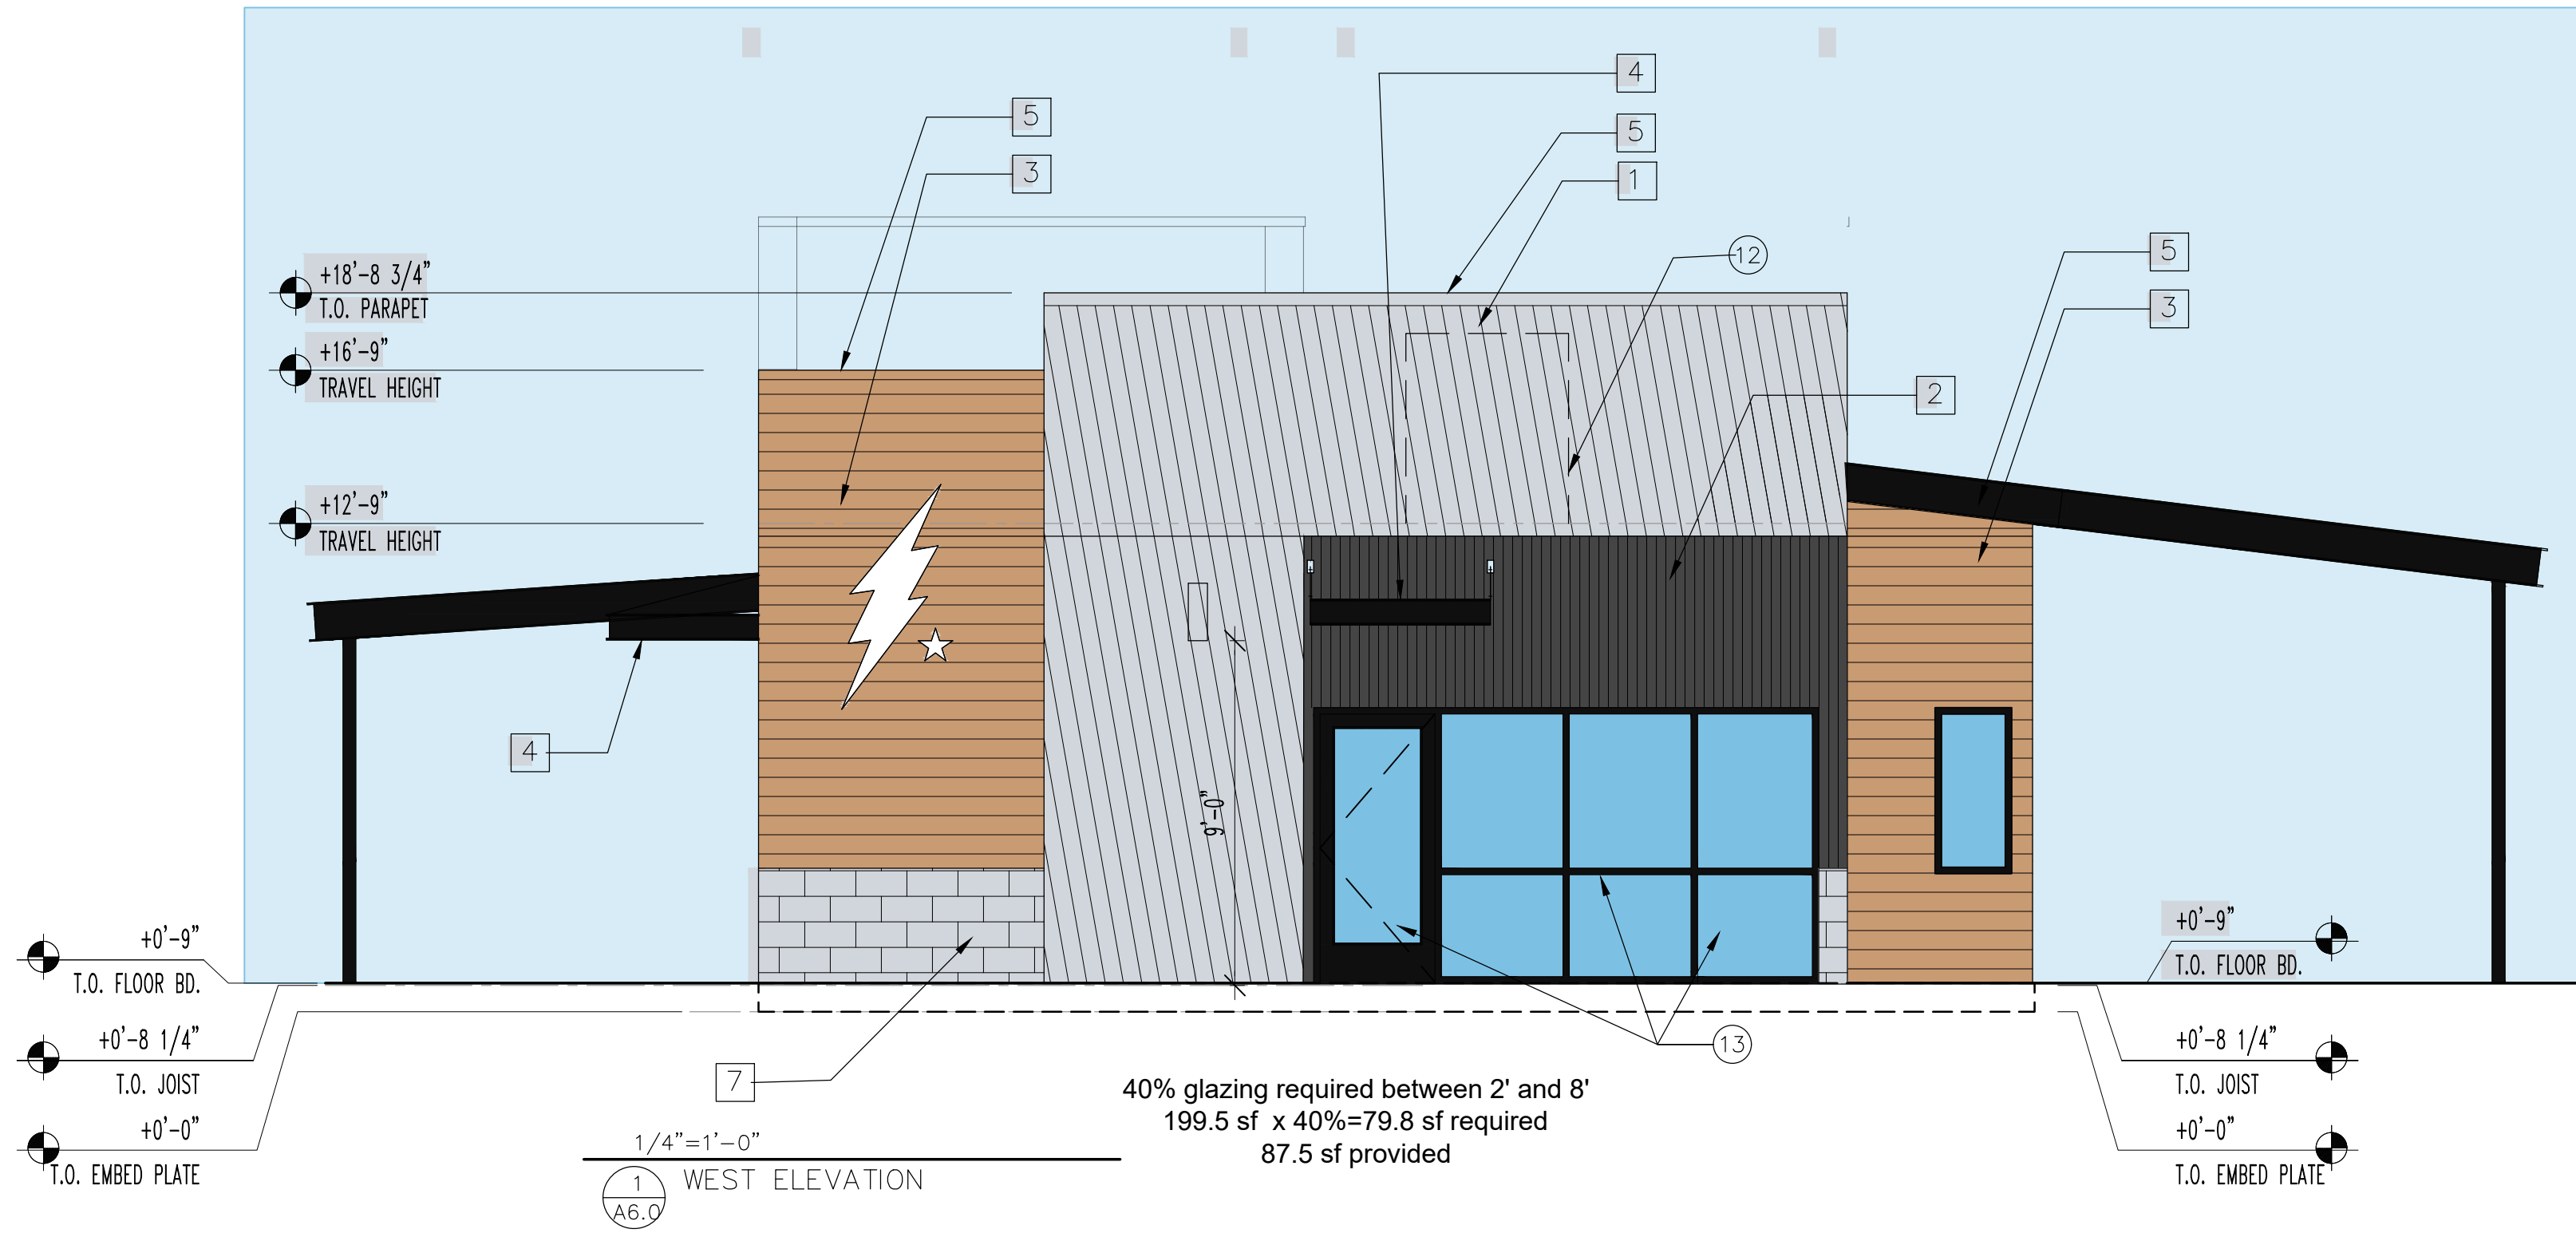 4
5
5
3
1
12
5
3
+18'-8 3/4"
T.O. PARAPET
+16'-9"
TRAVEL HEIGHT
2
+12'-9"
TRAVEL HEIGHT
4
9'-0"
+0'-9"
T.O. FLOOR BD.
+0'-8 1/4"
T.O. JOIST
+0'-0"
T.O. EMBED PLATE
+0'-9"
T.O. FLOOR BD.
+0'-8 1/4"
T.O. JOIST
+0'-0"
T.O. EMBED PLATE
13
7
40% glazing required between 2' and 8'
199.5 sf x 40%=79.8 sf required
87.5 sf provided
1/4"=1'-0"
1
A6.0
WEST ELEVATION